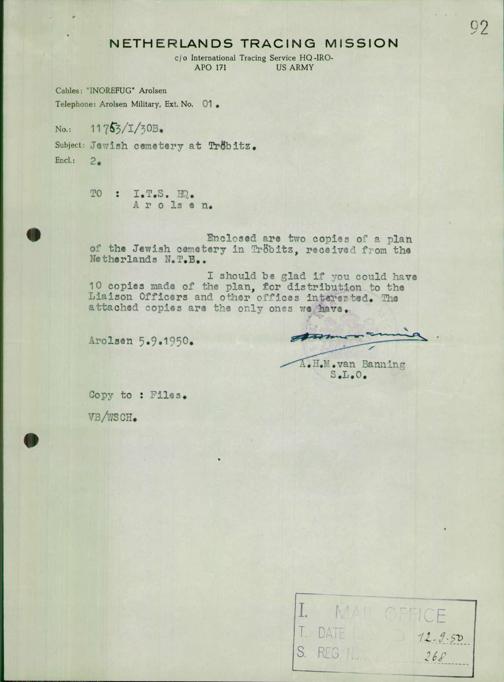 92
NETHERLANDS TRACING MISSION
c/o International Tracing Service HQ -IRO-
APO 171 US ARMY
Cables: "INOREFUG" Arolsen
Telephone: Arolsen Military, Ext. No. 01.
No.: 11753/I/30B.
Subject: Jewish cemetery at Tröbitz.
Encl.: 2.
TO : I.T.S. HQ.
Arolsen.
Enclosed are two copies of a plan
of the Jewish cemetery in Tröbitz, received from the
Netherlands N.T.B..
I should be glad if you could have
10 copies made of the plan, for distribution to the
Liaison Officers and other offices interested. The
attached copies are the only ones we have.
Arolsen 5.9.1950.
A.H.M.van Banning
S.L.O.
Copy to : Files.
VB/WSCH.
I. MAIL OFFICE
T. DATE 12.9.50
S. REG 268